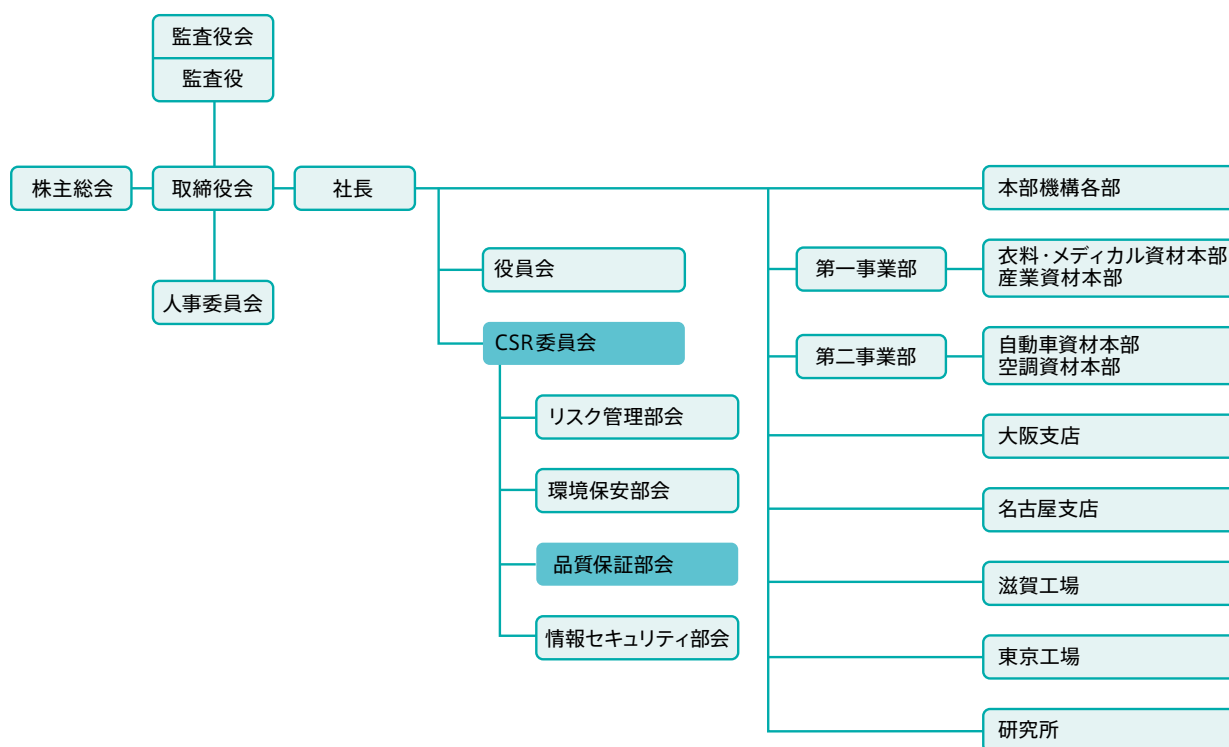 監査役会
監査役
株主総会
取締役会
社長
人事委員会
役員会
CSR委員会
リスク管理部会
環境保安部会
品質保証部会
情報セキュリティ部会
本部機構各部
第一事業部
衣料・メディカル資材本部
産業資材本部
第二事業部
自動車資材本部
空調資材本部
大阪支店
名古屋支店
滋賀工場
東京工場
研究所